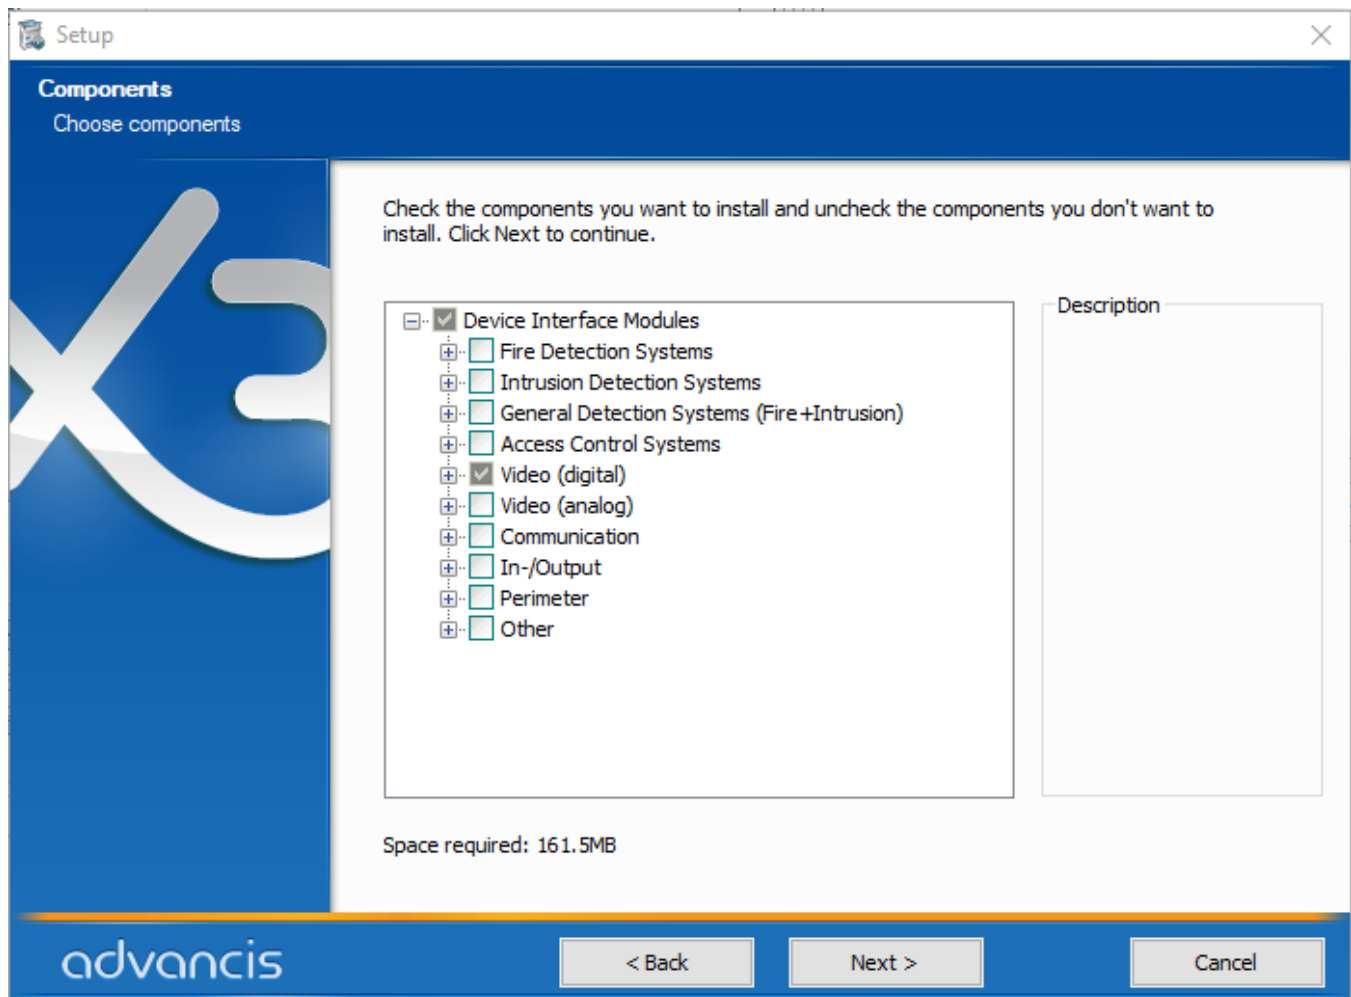 Setup
Components
Choose components
X3
Check the components you want to install and uncheck the components you don't want to
install. Click Next to continue.
Device Interface Modules
Fire Detection Systems
Intrusion Detection Systems
General Detection Systems (Fire+Intrusion)
Access Control Systems
Video (digital)
Video (analog)
Communication
In-/Output
Perimeter
Other
Description
Space required: 161.5MB
advancis
< Back
Next >
Cancel